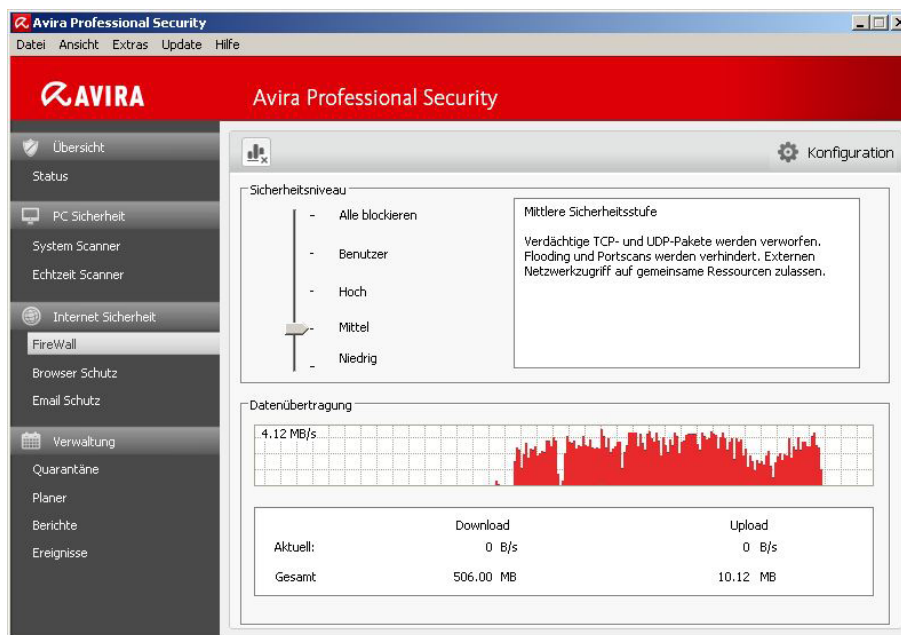 Avira Professional Security
Datei Ansicht Extras Update Hilfe
AVIRA
Avira Professional Security
Übersicht
Status
PC Sicherheit
System Scanner
Echtzeit Scanner
Internet Sicherheit
FireWall
Browser Schutz
Email Schutz
Verwaltung
Quarantäne
Planer
Berichte
Ereignisse
Konfiguration
Sicherheitsniveau
Alle blockieren
Benutzer
Hoch
Mittel
Niedrig
Mittlere Sicherheitsstufe
Verdächtige TCP- und UDP-Pakete werden verworfen.
Flooding und Portscans werden verhindert. Externen
Netzwerkzugriff auf gemeinsame Ressourcen zulassen.
Datenübertragung
4.12 MB/s
Download Upload
Aktuell: 0 B/s 0 B/s
Gesamt 506.00 MB 10.12 MB